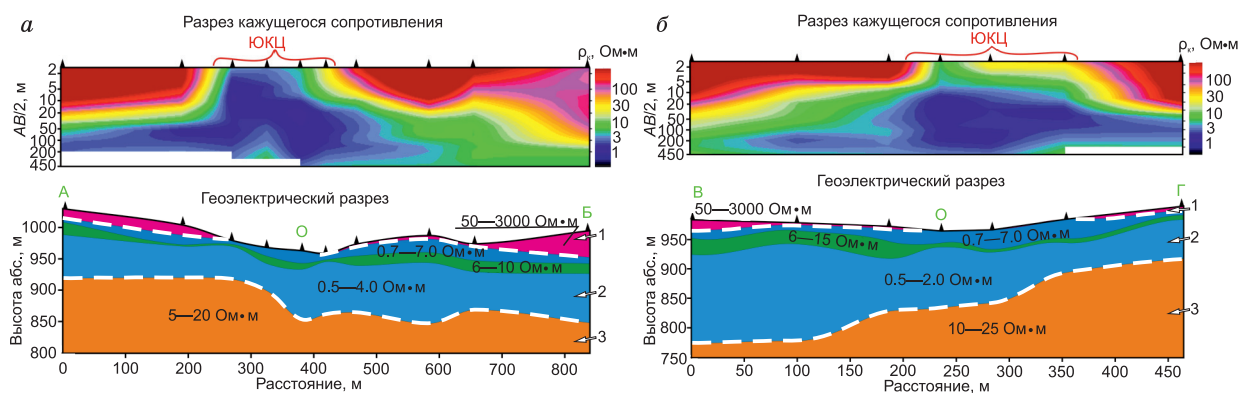 а
Разрез кажущегося сопротивления
ЮКЦ
ρк, Ом•м
AB/2, м
2
5
10
20
50
100
200
450
100
30
10
3
1
Геоэлектрический разрез
А
О
Б
50—3000 Ом•м
0.7—7.0 Ом•м
6—10 Ом•м
0.5—4.0 Ом•м
5—20 Ом•м
1
2
3
Высота абс., м
1000
950
900
850
800
0 100 200 300 400 500 600 700 800
Расстояние, м
б
Разрез кажущегося сопротивления
ЮКЦ
ρк, Ом•м
AB/2, м
2
5
10
20
50
100
200
450
100
30
10
3
1
Геоэлектрический разрез
В
О
Г
50—3000 Ом•м
6—15 Ом•м
0.7—7.0 Ом•м
0.5—2.0 Ом•м
10—25 Ом•м
1
2
3
Высота абс., м
950
900
850
800
750
0 50 100 150 200 250 300 350 400 450
Расстояние, м